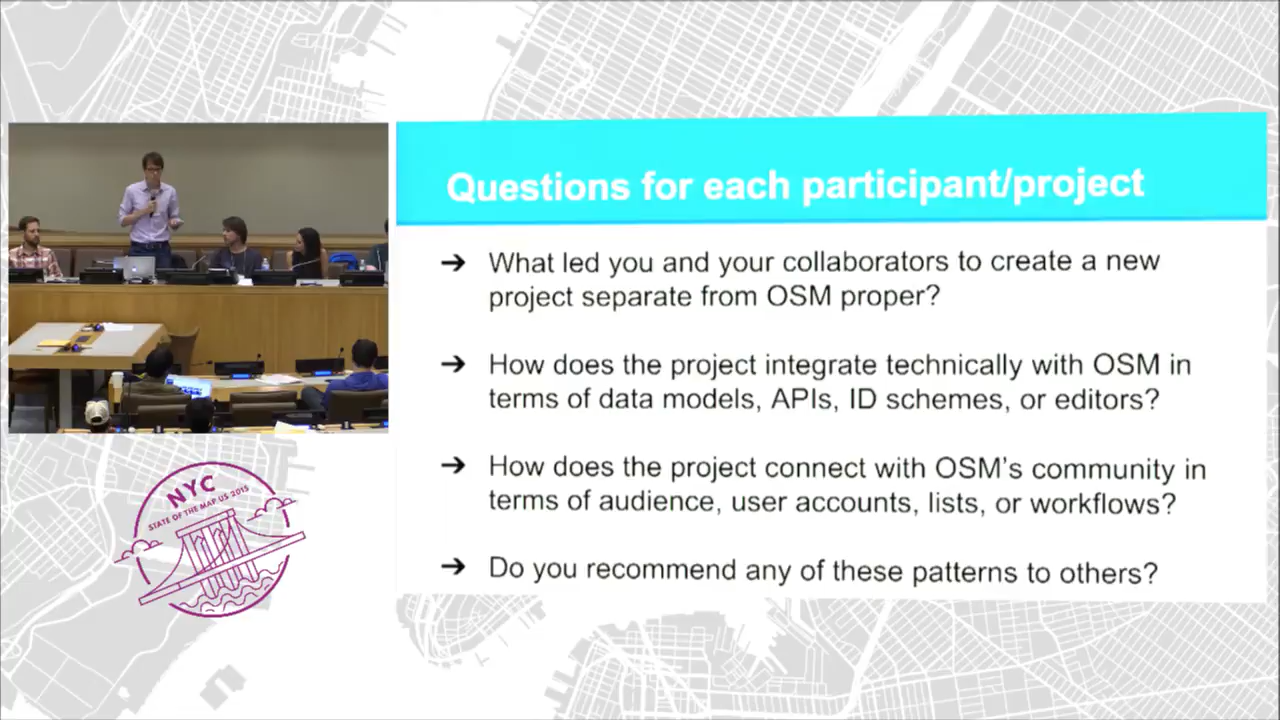 Questions for each participant/project
➔ What led you and your collaborators to create a new
project separate from OSM proper?
➔ How does the project integrate technically with OSM in
terms of data models, APIs, ID schemes, or editors?
➔ How does the project connect with OSM's community in
terms of audience, user accounts, lists, or workflows?
➔ Do you recommend any of these patterns to others?
NYC
STATE OF THE MAP US 2015